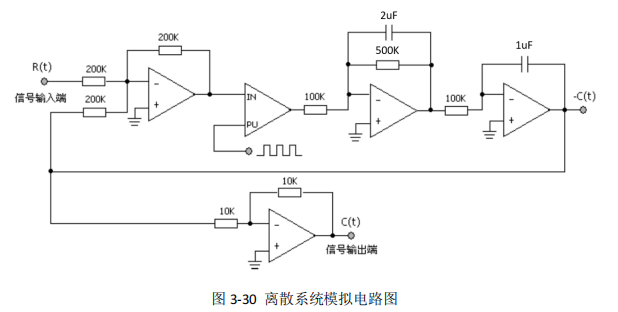 2uF
R(t)
200K
500K
1uF
200K
信号输入端
200K
IN
100K
100K
-C(t)
PU
10K
10K
C(t)
信号输出端
图 3-30 离散系统模拟电路图